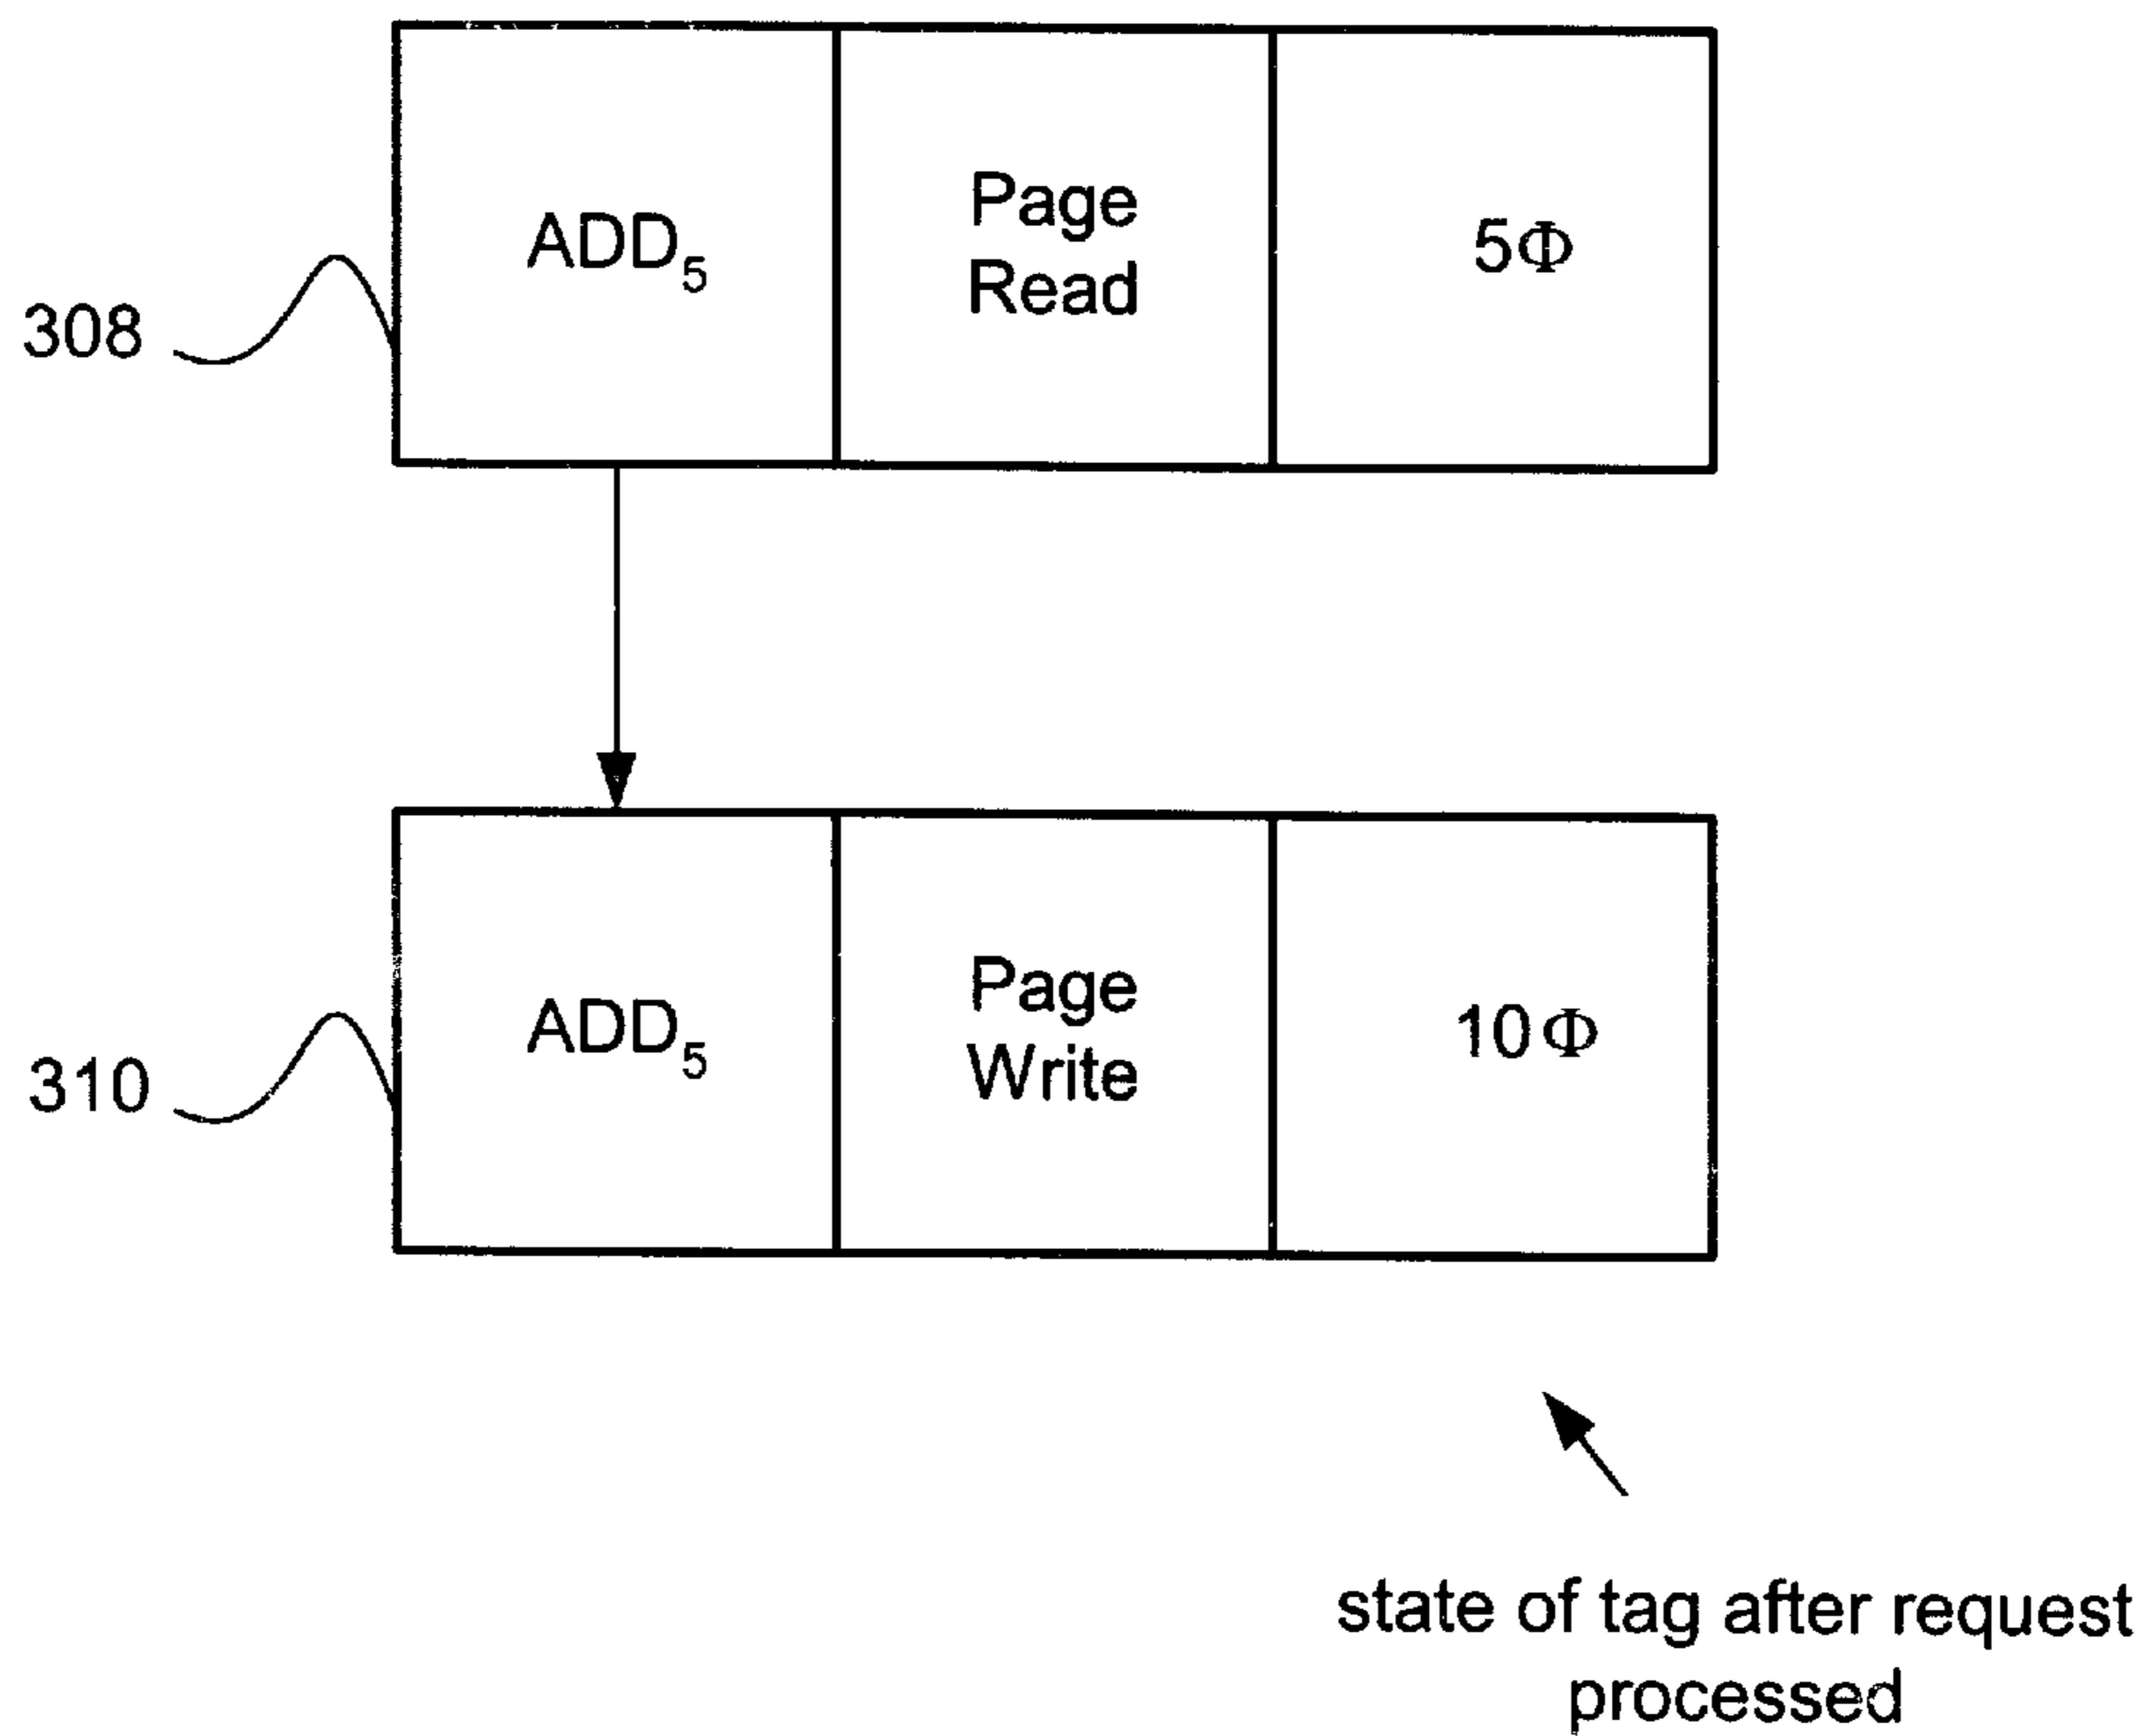 ADD₅
Page
Read
5Φ
308
ADD₅
Page
Write
10Φ
310
state of tag after request
processed